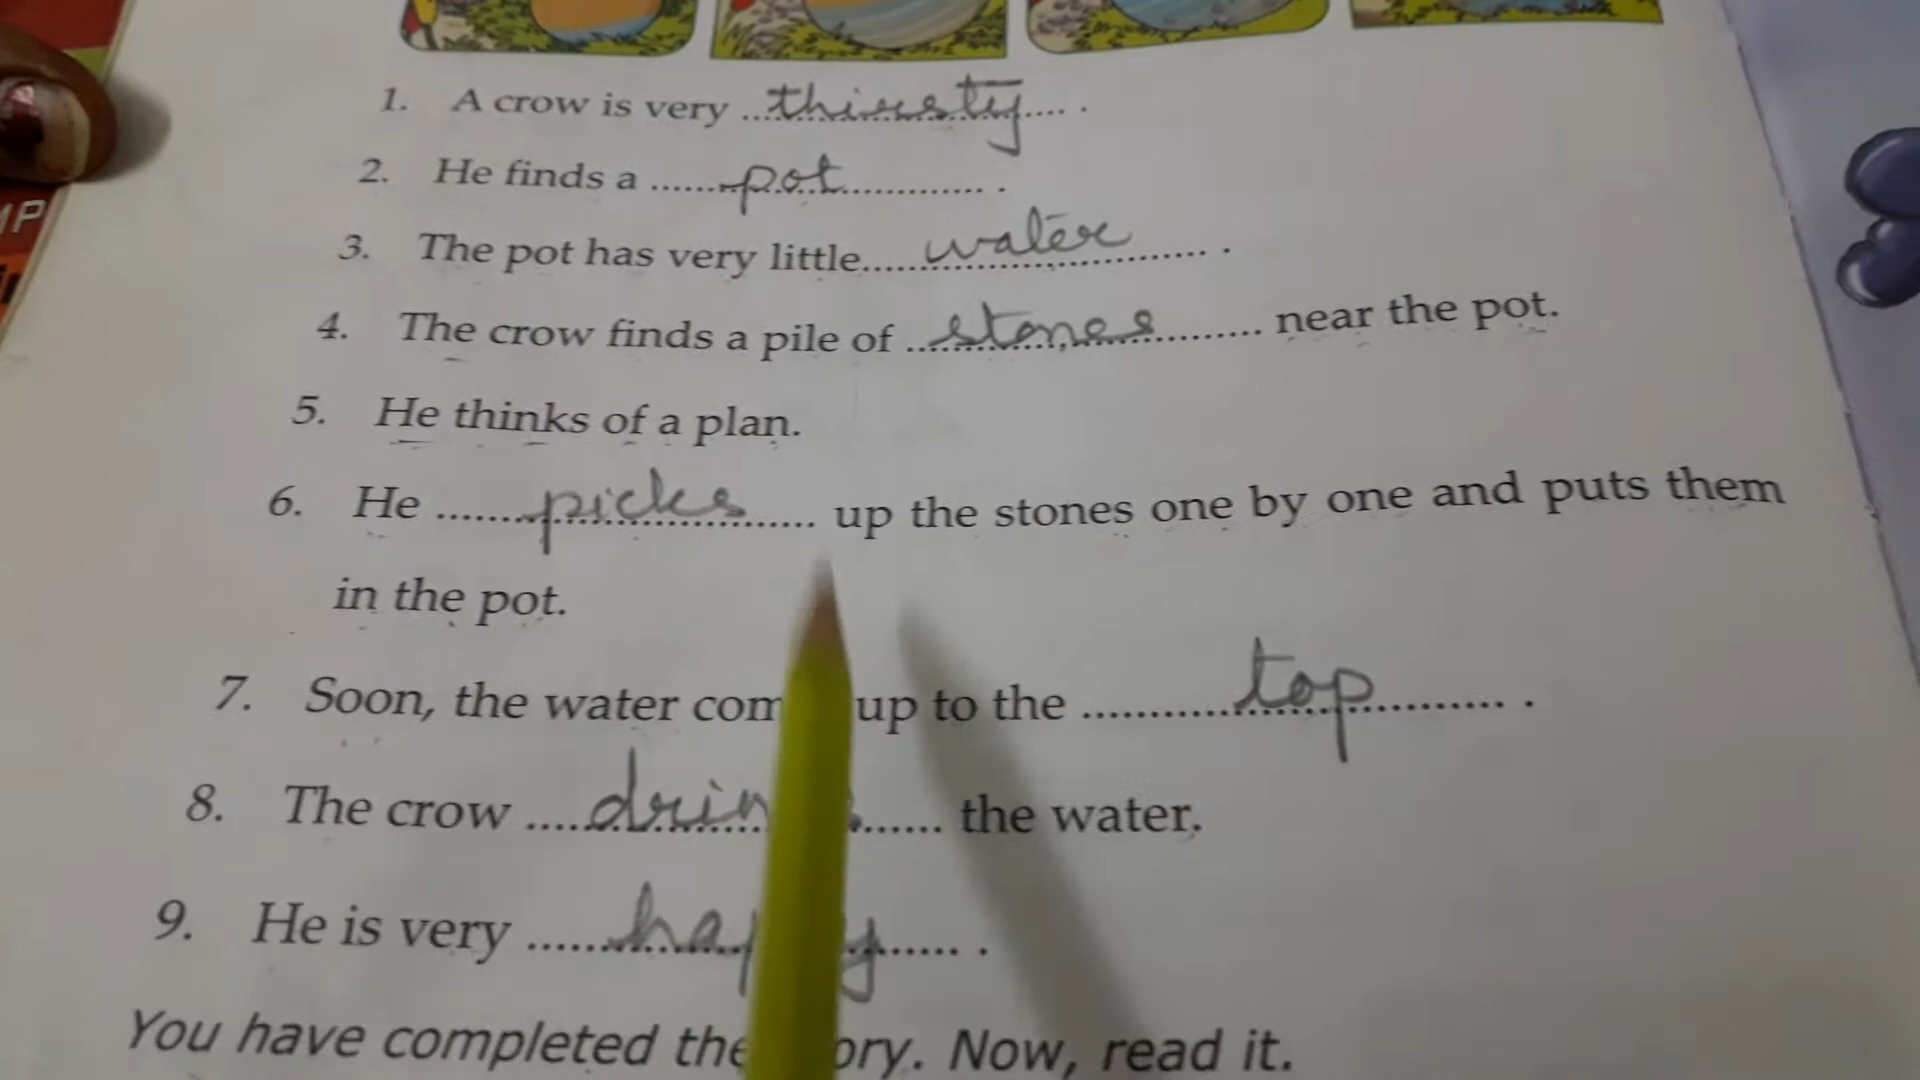 1. A crow is very ...thirsty.... .
2. He finds a ......pot............. .
3. The pot has very little.....water....... .
4. The crow finds a pile of ...stones........ near the pot.
5. He thinks of a plan.
6. He ......picks...... up the stones one by one and puts them
in the pot.
7. Soon, the water up to the ...........top.......... .
8. The crow ............ the water.
9. He is very ......happy...... .
You have completed the . Now, read it.